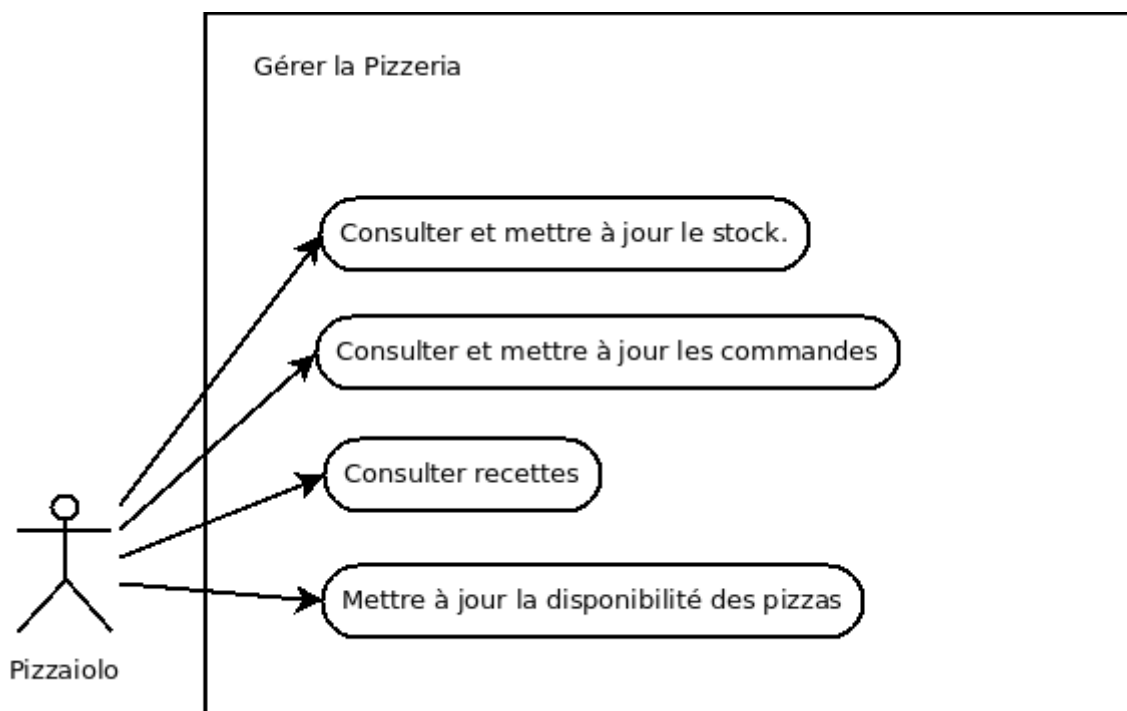 Gérer la Pizzeria
Consulter et mettre à jour le stock.
Consulter et mettre à jour les commandes
Consulter recettes
Mettre à jour la disponibilité des pizzas
Pizzaiolo